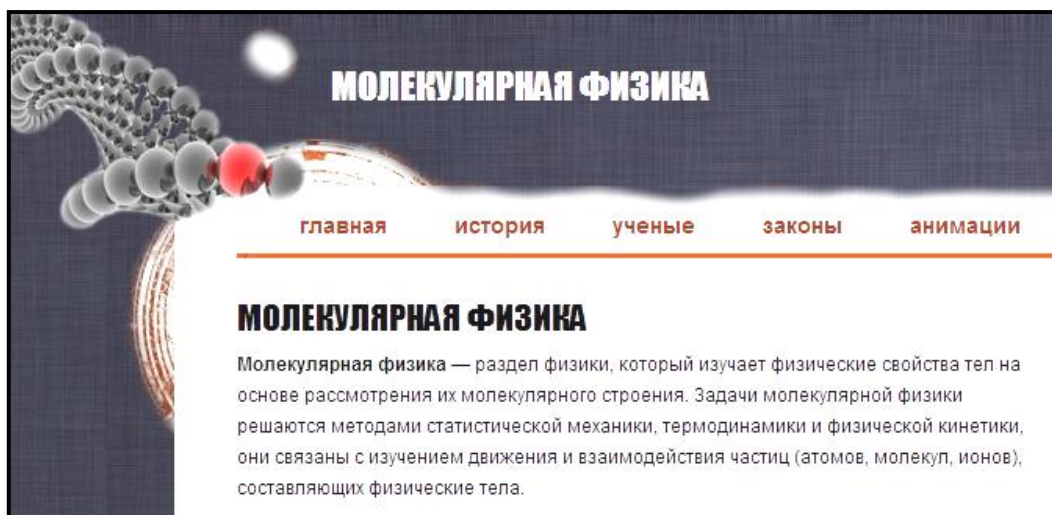 МОЛЕКУЛЯРНАЯ ФИЗИКА
главная история ученые законы анимации
МОЛЕКУЛЯРНАЯ ФИЗИКА
Молекулярная физика — раздел физики, который изучает физические свойства тел на
основе рассмотрения их молекулярного строения. Задачи молекулярной физики
решаются методами статистической механики, термодинамики и физической кинетики,
они связаны с изучением движения и взаимодействия частиц (атомов, молекул, ионов),
составляющих физические тела.